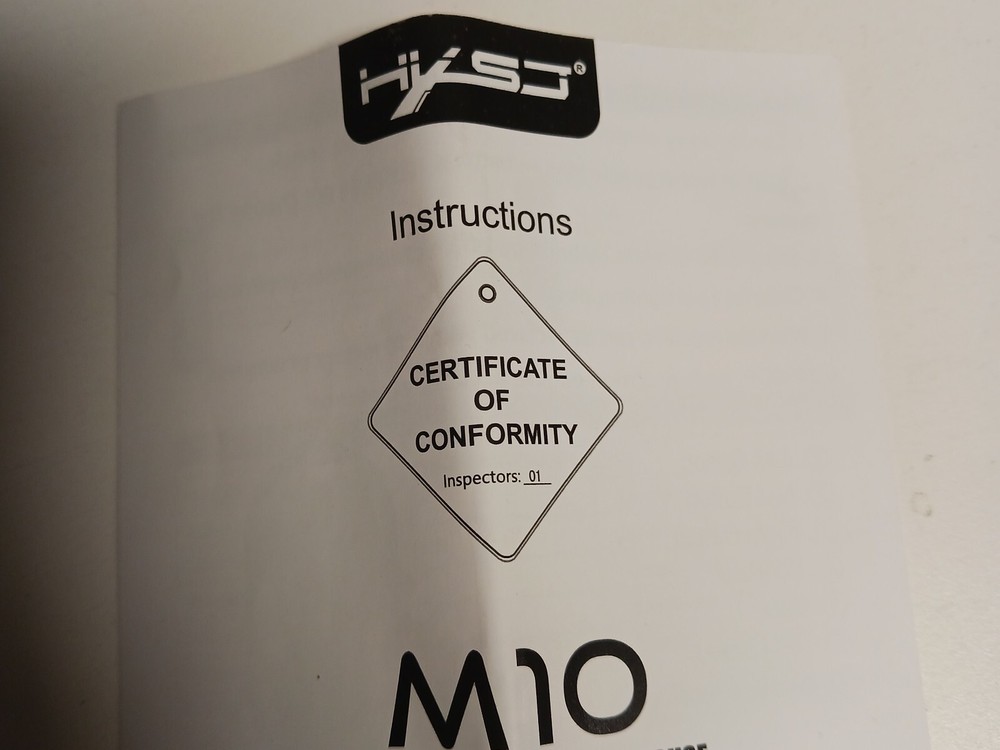 HXSJ®
Instructions
CERTIFICATE
OF
CONFORMITY
Inspectors: 01
M10